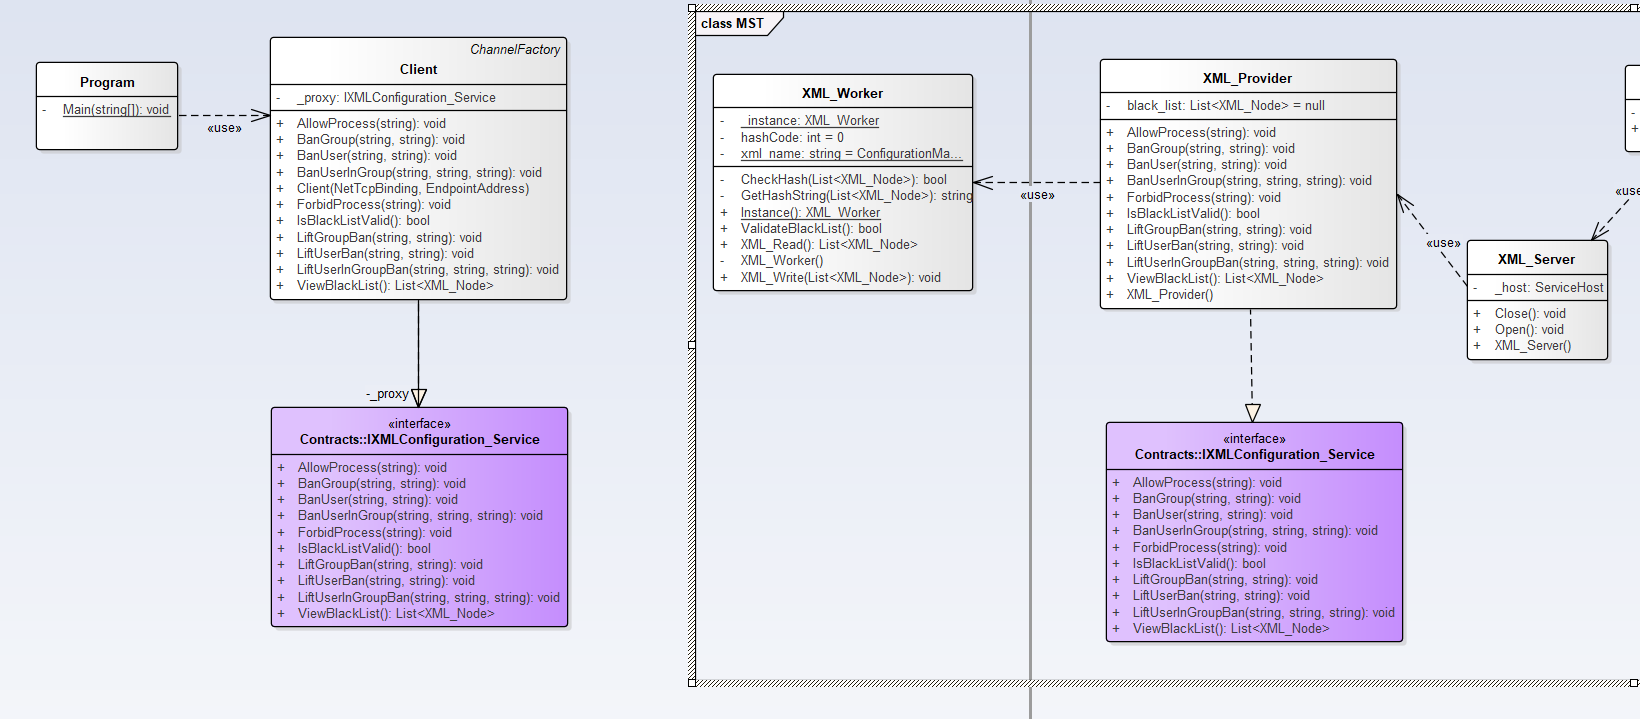 Program
- Main(string[]): void
«use»
ChannelFactory
Client
- _proxy: IXMLConfiguration_Service
+ AllowProcess(string): void
+ BanGroup(string, string): void
+ BanUser(string, string): void
+ BanUserInGroup(string, string, string): void
+ Client(NetTcpBinding, EndpointAddress)
+ ForbidProcess(string): void
+ IsBlackListValid(): bool
+ LiftGroupBan(string, string): void
+ LiftUserBan(string, string): void
+ LiftUserInGroupBan(string, string, string): void
+ ViewBlackList(): List<XML_Node>
-_proxy
«interface»
Contracts::IXMLConfiguration_Service
+ AllowProcess(string): void
+ BanGroup(string, string): void
+ BanUser(string, string): void
+ BanUserInGroup(string, string, string): void
+ ForbidProcess(string): void
+ IsBlackListValid(): bool
+ LiftGroupBan(string, string): void
+ LiftUserBan(string, string): void
+ LiftUserInGroupBan(string, string, string): void
+ ViewBlackList(): List<XML_Node>
class MST
XML_Worker
- _instance: XML_Worker
- hashCode: int = 0
- xml_name: string = ConfigurationMa...
- CheckHash(List<XML_Node>): bool
- GetHashString(List<XML_Node>): string
+ Instance(): XML_Worker
+ ValidateBlackList(): bool
+ XML_Read(): List<XML_Node>
- XML_Worker()
+ XML_Write(List<XML_Node>): void
«use»
XML_Provider
- black_list: List<XML_Node> = null
+ AllowProcess(string): void
+ BanGroup(string, string): void
+ BanUser(string, string): void
+ BanUserInGroup(string, string, string): void
+ ForbidProcess(string): void
+ IsBlackListValid(): bool
+ LiftGroupBan(string, string): void
+ LiftUserBan(string, string): void
+ LiftUserInGroupBan(string, string, string): void
+ ViewBlackList(): List<XML_Node>
+ XML_Provider()
«interface»
Contracts::IXMLConfiguration_Service
+ AllowProcess(string): void
+ BanGroup(string, string): void
+ BanUser(string, string): void
+ BanUserInGroup(string, string, string): void
+ ForbidProcess(string): void
+ IsBlackListValid(): bool
+ LiftGroupBan(string, string): void
+ LiftUserBan(string, string): void
+ LiftUserInGroupBan(string, string, string): void
+ ViewBlackList(): List<XML_Node>
«use»
XML_Server
- _host: ServiceHost
+ Close(): void
+ Open(): void
+ XML_Server()
«use
-
+